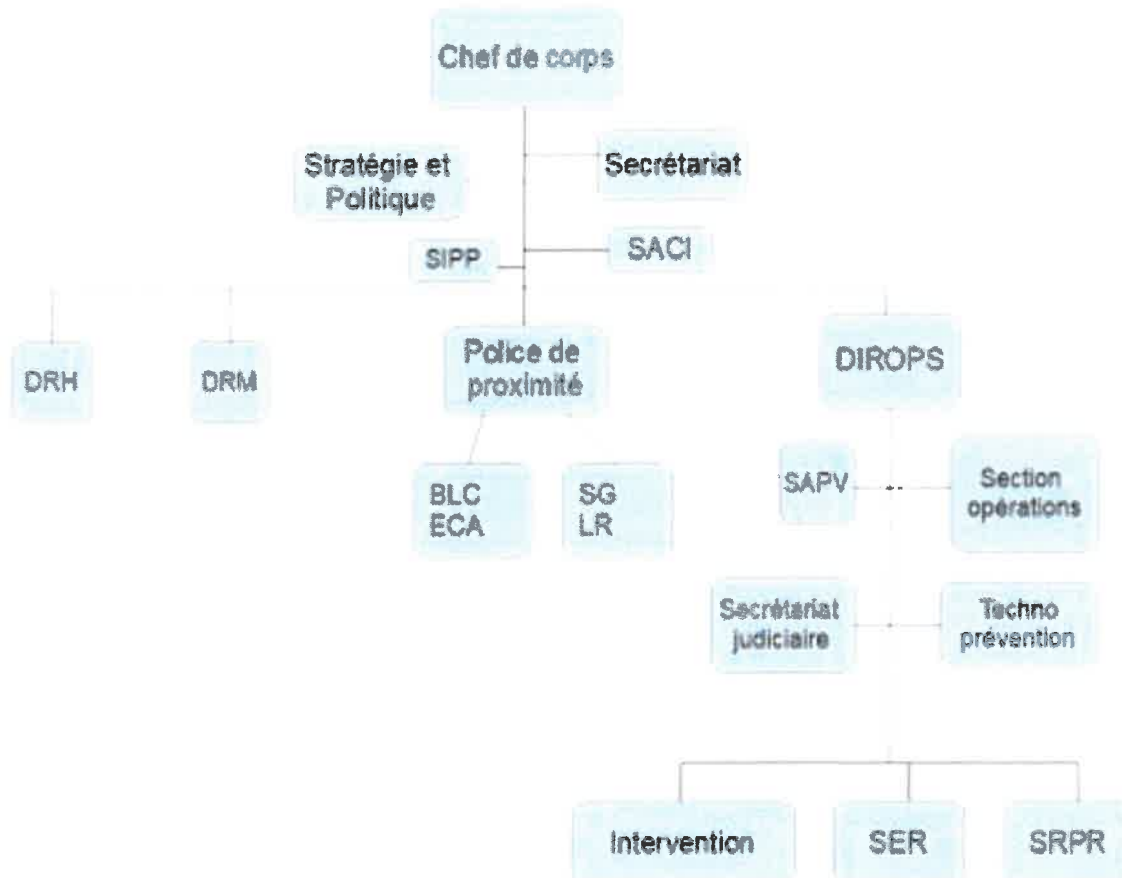 Chef de corps
Stratégie et
Politique
Secrétariat
SIPP
SACI
DRH
DRM
Police de
proximité
DIROPS
BLC
ECA
SG
LR
SAPV
Section
opérations
Secrétariat
judiciaire
Techno
prévention
Intervention
SER
SRPR